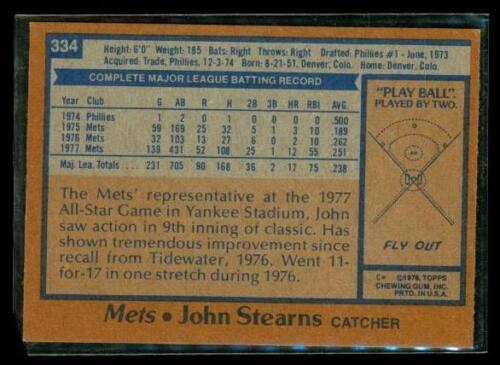 334
Height: 6'0" Weight: 185 Bats: Right Throws: Right Drafted: Phillies #1 - June, 1973
Acquired: Trade, Phillies, 12-3-74 Born: 8-21-51, Denver, Colo. Home: Denver, Colo.
COMPLETE MAJOR LEAGUE BATTING RECORD
Year Club G AB R H 2B 3B HR RBI AVG.
1974 Phillies 1 2 0 1 0 0 0 0 .500
1975 Mets 59 169 25 32 5 1 3 10 .189
1976 Mets 32 103 13 27 6 0 2 10 .262
1977 Mets 139 431 52 108 25 1 12 55 .251
Maj. Lea. Totals 231 705 90 168 36 2 17 75 .238
The Mets' representative at the 1977
All-Star Game in Yankee Stadium, John
saw action in 9th inning of classic. Has
shown tremendous improvement since
recall from Tidewater, 1976. Went 11-
for-17 in one stretch during 1976.
"PLAY BALL"
PLAYED BY TWO.
FLY OUT
C* ©1978, TOPPS
CHEWING GUM, INC.
PRTD. IN U.S.A.
Mets • John Stearns CATCHER